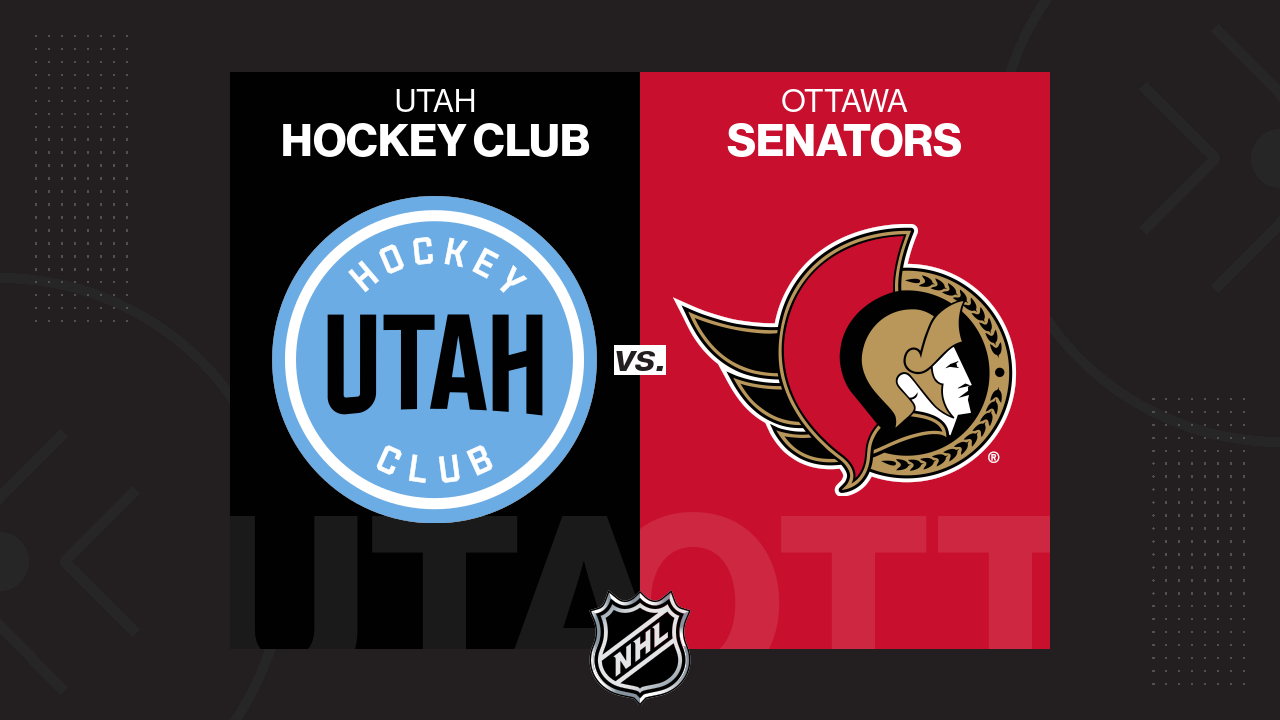 UTAH
HOCKEY CLUB
OTTAWA
SENATORS
HOCKEY
UTAH
CLUB
vs.
®
UTA
OTT
NHL